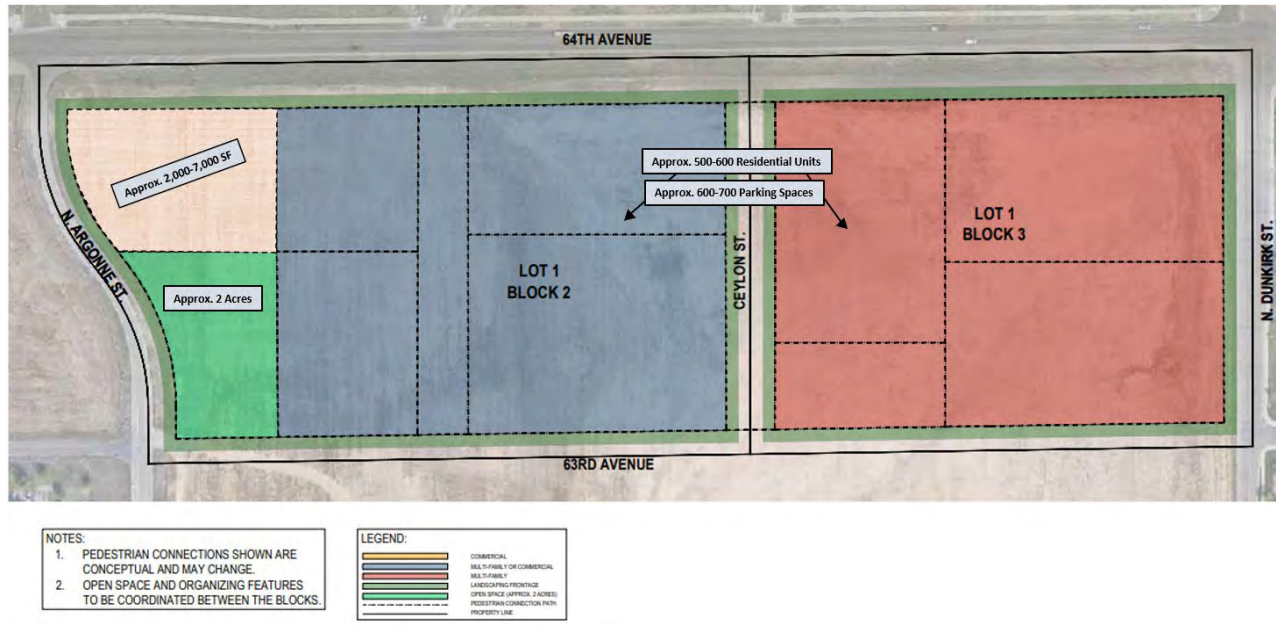 64TH AVENUE
Approx. 2,000-7,000 SF
Approx. 500-600 Residential Units
Approx. 600-700 Parking Spaces
N. ARGONNE ST.
Approx. 2 Acres
LOT 1
BLOCK 2
CEYLON ST.
LOT 1
BLOCK 3
N. DUNKIRK ST.
63RD AVENUE
NOTES:
1. PEDESTRIAN CONNECTIONS SHOWN ARE
CONCEPTUAL AND MAY CHANGE.
2. OPEN SPACE AND ORGANIZING FEATURES
TO BE COORDINATED BETWEEN THE BLOCKS.
LEGEND:
COMMERCIAL
MULTI-FAMILY OR COMMERCIAL
MULTI-FAMILY
LANDSCAPING FRONTAGE
OPEN SPACE (APPROX. 2 ACRES)
PEDESTRIAN CONNECTION PATH
PROPERTY LINE